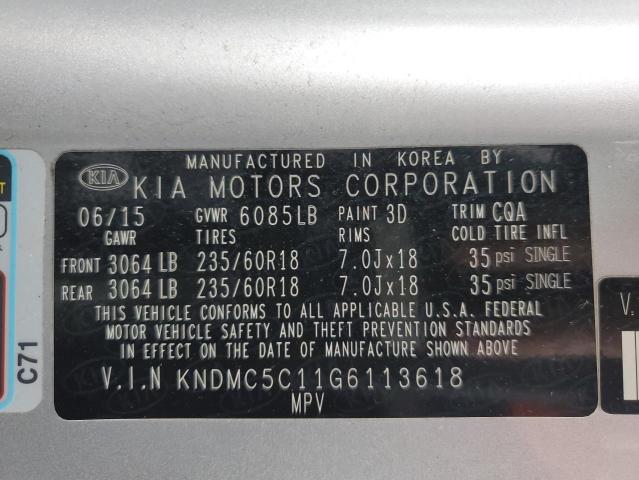 MANUFACTURED IN KOREA BY
KIA KIA MOTORS CORPORATION
06/15 GVWR 6085LB PAINT 3D TRIM CQA
GAWR TIRES RIMS COLD TIRE INFL
FRONT 3064 LB 235/60R18 7.0Jx18 35 psi SINGLE
REAR 3064 LB 235/60R18 7.0Jx18 35 psi SINGLE
THIS VEHICLE CONFORMS TO ALL APPLICABLE U.S.A. FEDERAL
MOTOR VEHICLE SAFETY AND THEFT PREVENTION STANDARDS
IN EFFECT ON THE DATE OF MANUFACTURE SHOWN ABOVE
V.I.N KNDMC5C11G6113618
MPV
C71
V.